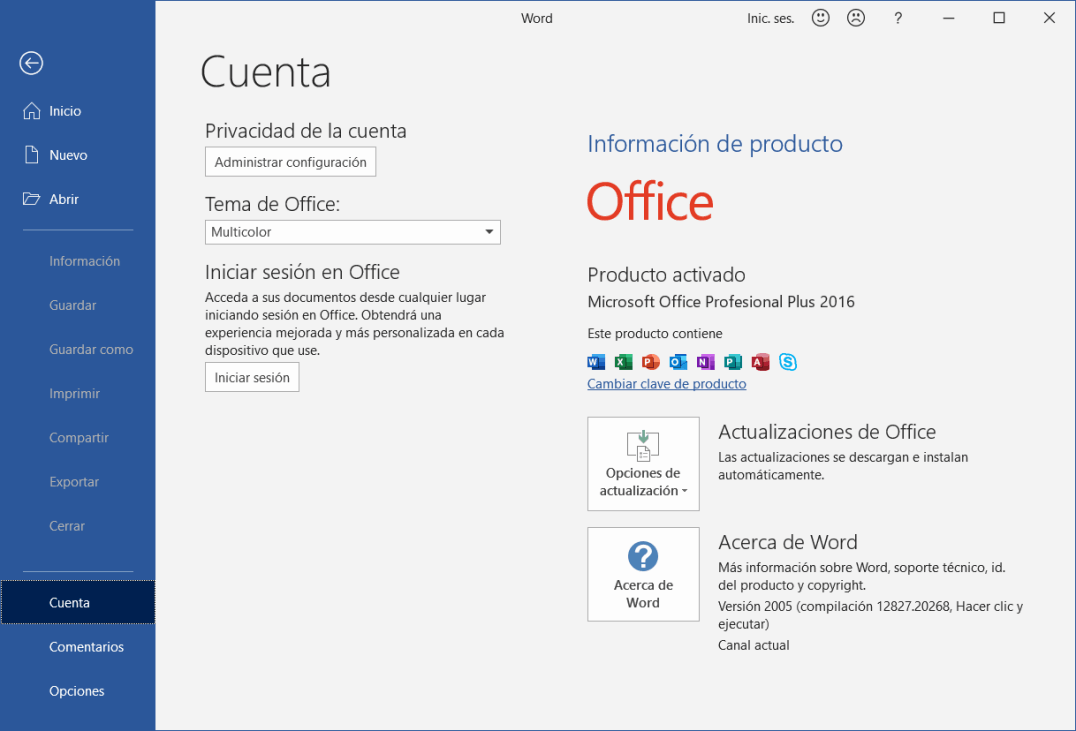 Word
Inic. ses.
?
Inicio
Nuevo
Abrir
Información
Guardar
Guardar como
Imprimir
Compartir
Exportar
Cerrar
Cuenta
Comentarios
Opciones
Cuenta
Privacidad de la cuenta
Administrar configuración
Tema de Office:
Multicolor
Iniciar sesión en Office
Acceda a sus documentos desde cualquier lugar
iniciando sesión en Office. Obtendrá una
experiencia mejorada y más personalizada en cada
dispositivo que use.
Iniciar sesión
Información de producto
Office
Producto activado
Microsoft Office Profesional Plus 2016
Este producto contiene
W X P O N P A S
Cambiar clave de producto
Opciones de
actualización
Actualizaciones de Office
Las actualizaciones se descargan e instalan
automáticamente.
?
Acerca de
Word
Acerca de Word
Más información sobre Word, soporte técnico, id.
del producto y copyright.
Versión 2005 (compilación 12827.20268, Hacer clic y
ejecutar)
Canal actual